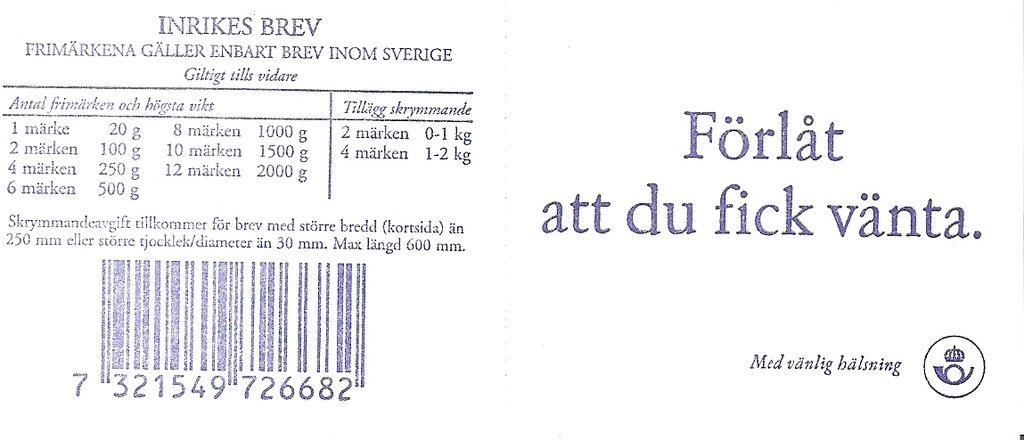 INRIKES BREV
FRIMÄRKENA GÄLLER ENBART BREV INOM SVERIGE
Giltigt tills vidare
Antal frimärken och högsta vikt Tillägg skrymmande
1 märke 20 g 8 märken 1000 g 2 märken 0-1 kg
2 märken 100 g 10 märken 1500 g 4 märken 1-2 kg
4 märken 250 g 12 märken 2000 g
6 märken 500 g
Skrymmandeavgift tillkommer för brev med större bredd (kortsida) än
250 mm eller större tjocklek/diameter än 30 mm. Max längd 600 mm.
7 321549 726682
Förlåt
att du fick vänta.
Med vänlig hälsning